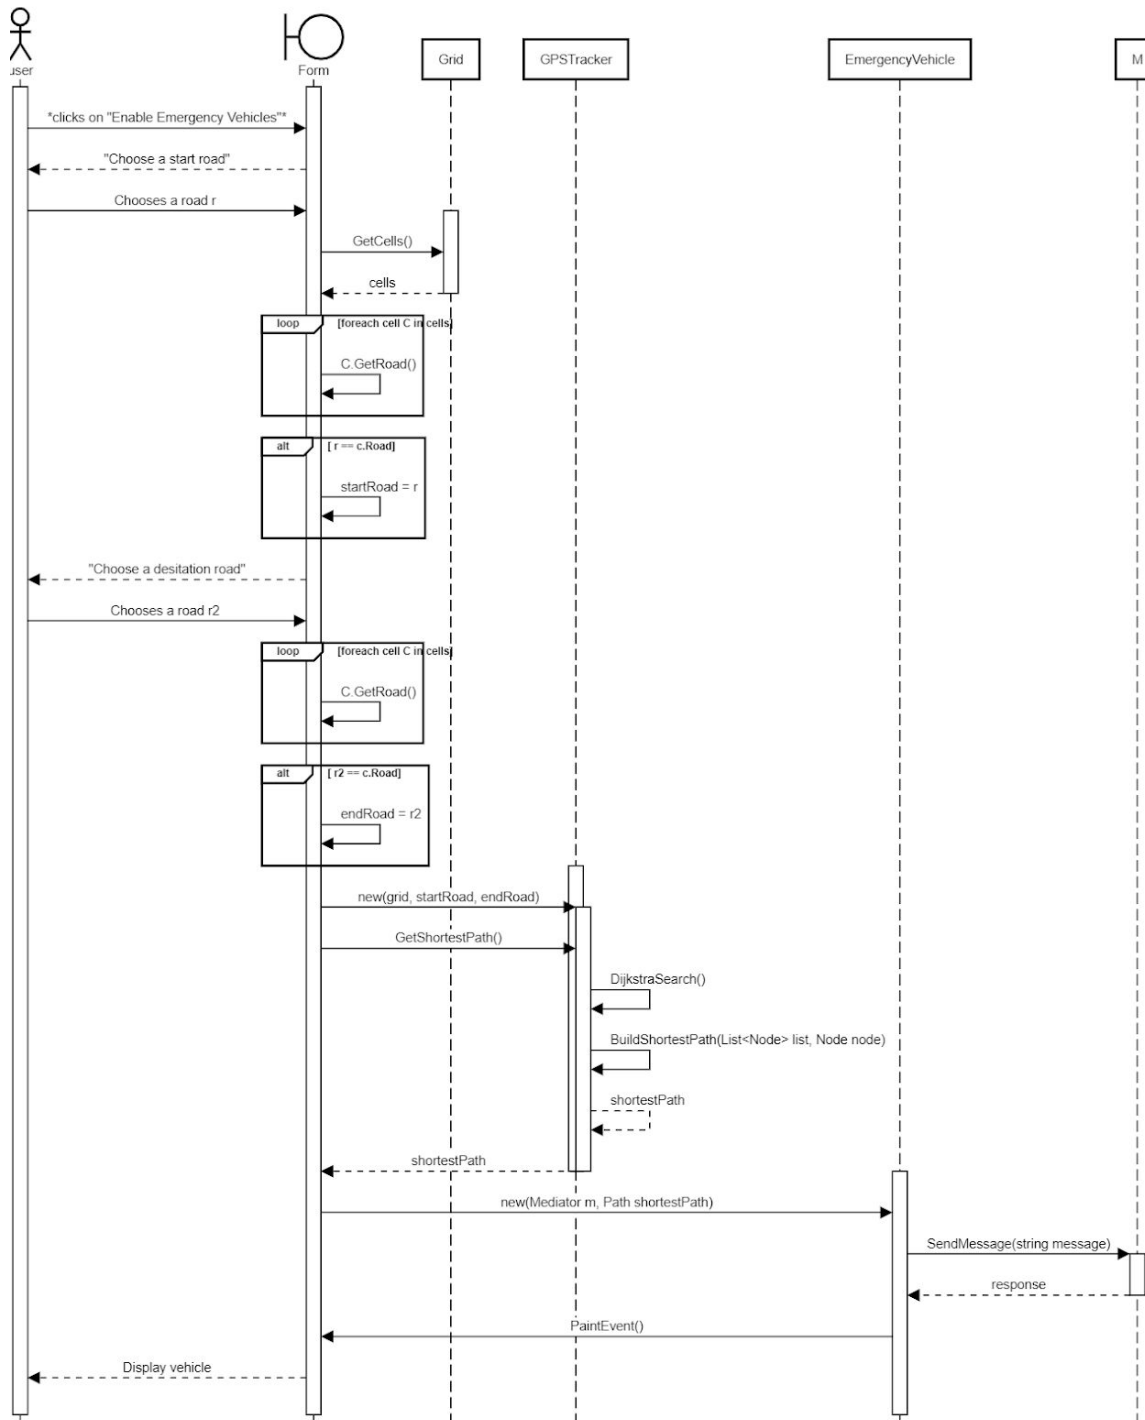 user
Form
Grid
GPSTracker
EmergencyVehicle
M
*clicks on "Enable Emergency Vehicles"*
"Choose a start road"
Chooses a road r
GetCells()
cells
loop [foreach cell C in cells]
C.GetRoad()
alt [ r == c.Road]
startRoad = r
"Choose a desitation road"
Chooses a road r2
loop [foreach cell C in cells]
C.GetRoad()
alt [ r2 == c.Road]
endRoad = r2
new(grid, startRoad, endRoad)
GetShortestPath()
DijkstraSearch()
BuildShortestPath(List<Node> list, Node node)
shortestPath
shortestPath
new(Mediator m, Path shortestPath)
SendMessage(string message)
response
PaintEvent()
Display vehicle